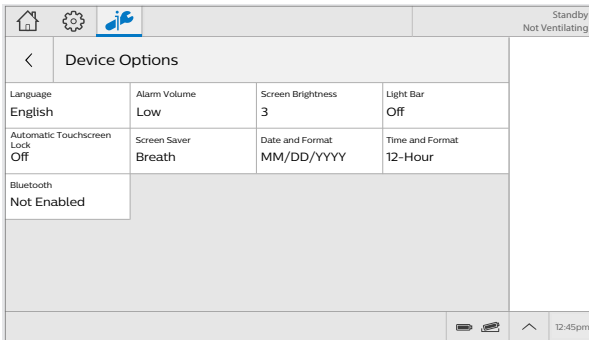 Standby
Not Ventilating
Device Options
Language
English
Alarm Volume
Low
Screen Brightness
3
Light Bar
Off
Automatic Touchscreen
Lock
Off
Screen Saver
Breath
Date and Format
MM/DD/YYYY
Time and Format
12-Hour
Bluetooth
Not Enabled
12:45pm